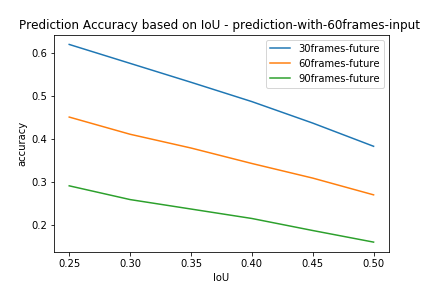 Prediction Accuracy based on IoU - prediction-with-60frames-input
30frames-future
60frames-future
90frames-future
0.6
0.5
0.4
0.3
0.2
accuracy
0.25 0.30 0.35 0.40 0.45 0.50
IoU